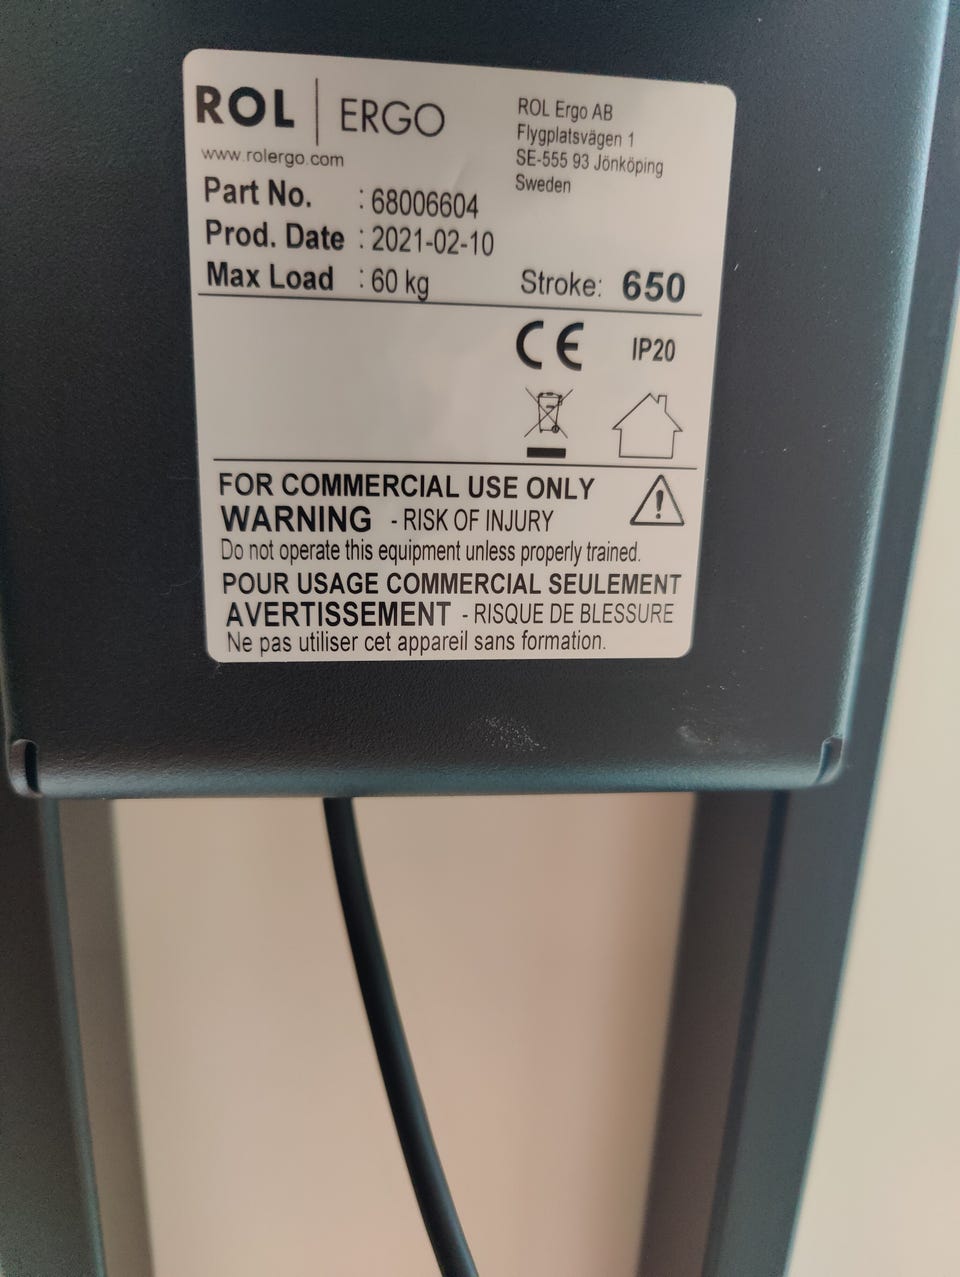 ROL | ERGO
www.rolergo.com
ROL Ergo AB
Flygplatsvägen 1
SE-555 93 Jönköping
Sweden
Part No. : 68006604
Prod. Date : 2021-02-10
Max Load : 60 kg
Stroke: 650
CE IP20
FOR COMMERCIAL USE ONLY
WARNING - RISK OF INJURY
Do not operate this equipment unless properly trained.
POUR USAGE COMMERCIAL SEULEMENT
AVERTISSEMENT - RISQUE DE BLESSURE
Ne pas utiliser cet appareil sans formation.